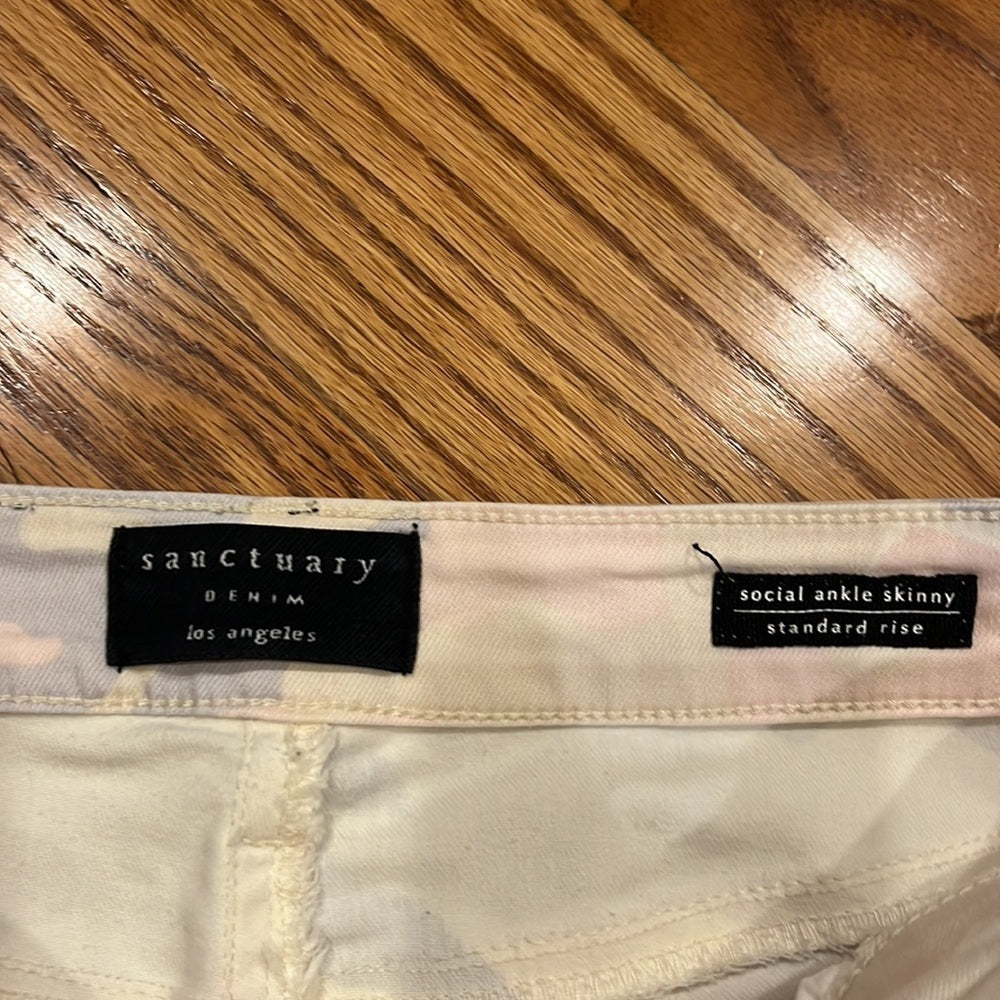 sanctuary
DENIM
los angeles
social ankle skinny
standard rise